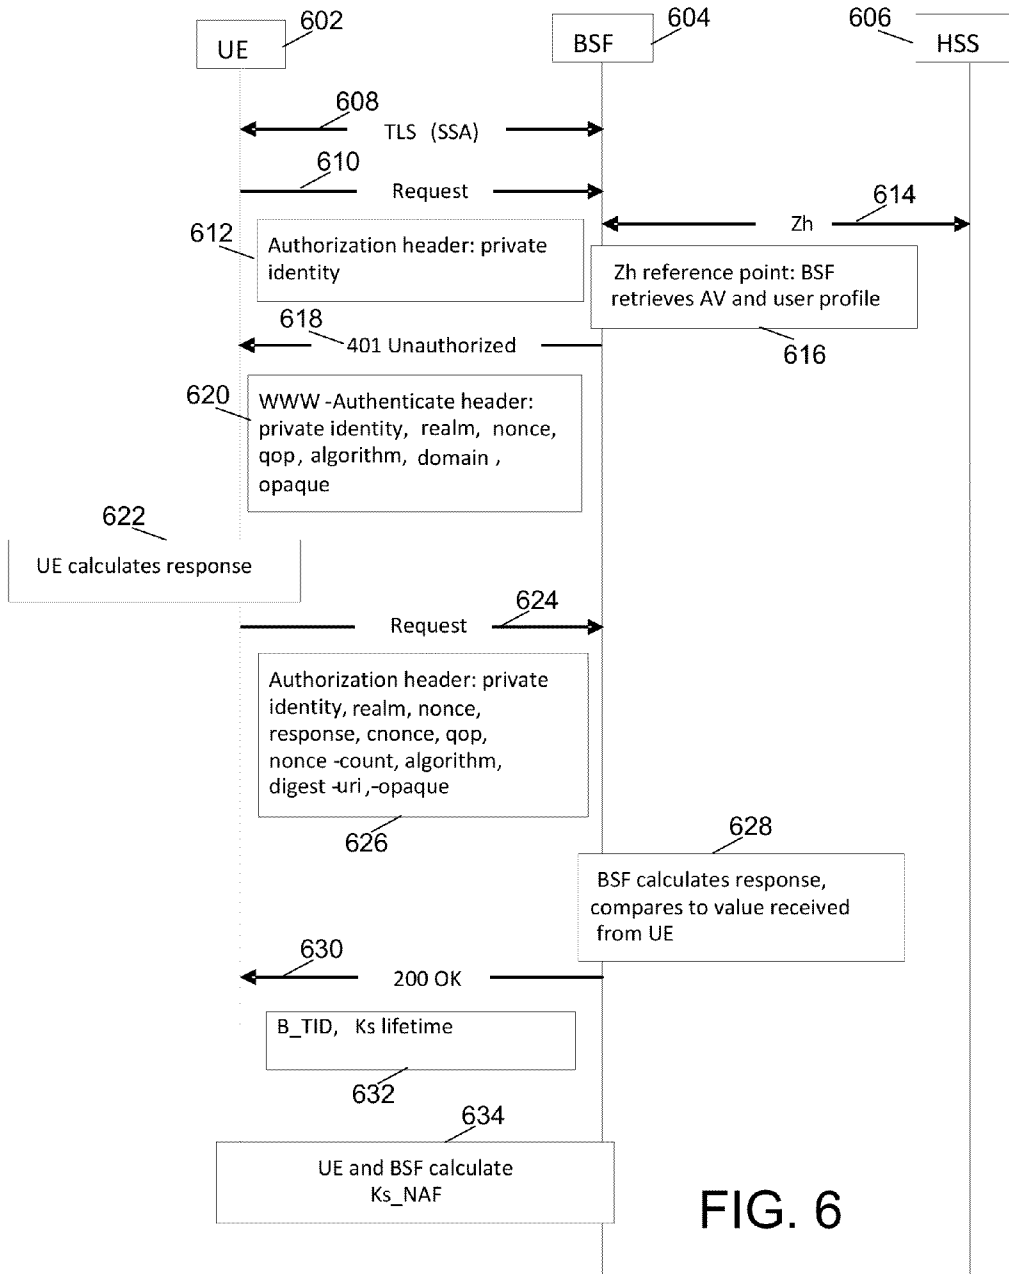 602
604
606
UE
BSF
HSS
608
TLS (SSA)
610
Request
614
Zh
612
Authorization header: private
identity
Zh reference point: BSF
retrieves AV and user profile
616
618
401 Unauthorized
620
WWW -Authenticate header:
private identity, realm, nonce,
qop, algorithm, domain ,
opaque
622
UE calculates response
624
Request
Authorization header: private
identity, realm, nonce,
response, cnonce, qop,
nonce -count, algorithm,
digest -uri ,-opaque
626
628
BSF calculates response,
compares to value received
from UE
630
200 OK
B_TID, Ks lifetime
632
634
UE and BSF calculate
Ks_NAF
FIG. 6